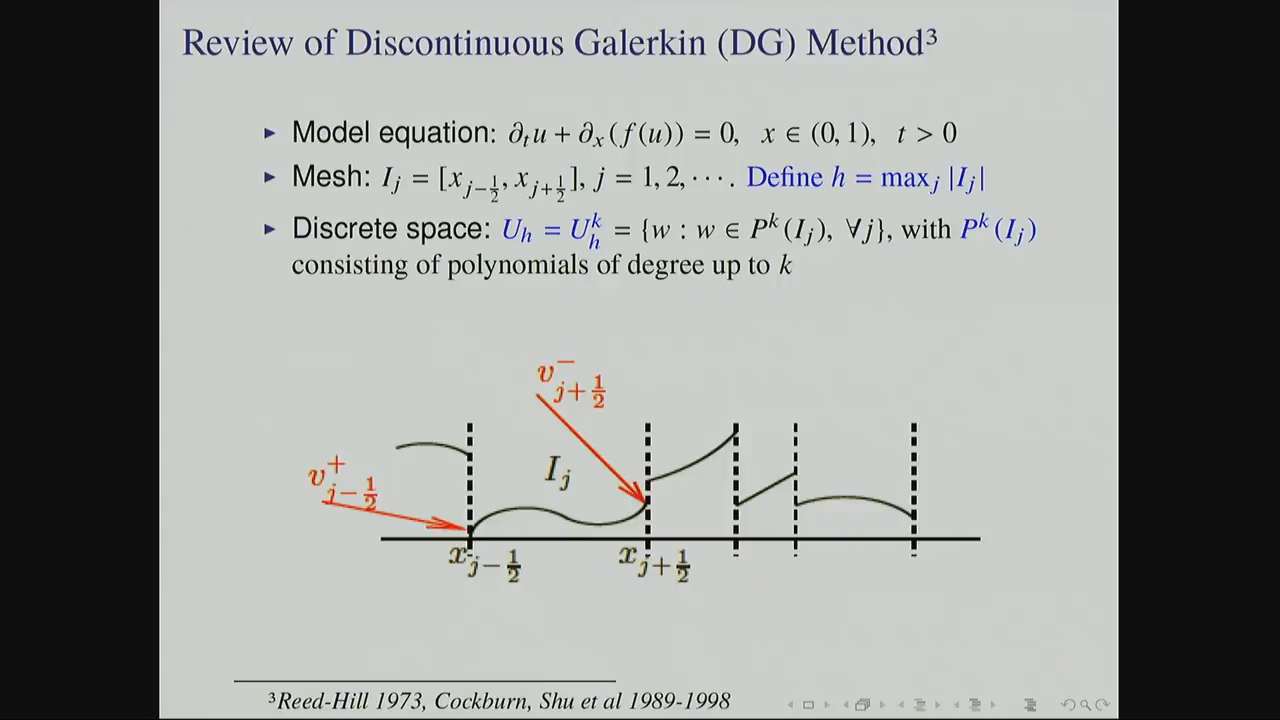 Review of Discontinuous Galerkin (DG) Method³
▸ Model equation: ∂ₜu + ∂ₓ(f(u)) = 0, x ∈ (0, 1), t > 0
▸ Mesh: I_j = [x_{j−1/2}, x_{j+1/2}], j = 1, 2, ⋯. Define h = max_j |I_j|
▸ Discrete space: U_h = U_h^k = {w : w ∈ P^k(I_j), ∀j}, with P^k(I_j)
consisting of polynomials of degree up to k
v^−_{j+1/2}
v^+_{j−1/2}
I_j
x_{j−1/2} x_{j+1/2}
³Reed-Hill 1973, Cockburn, Shu et al 1989-1998